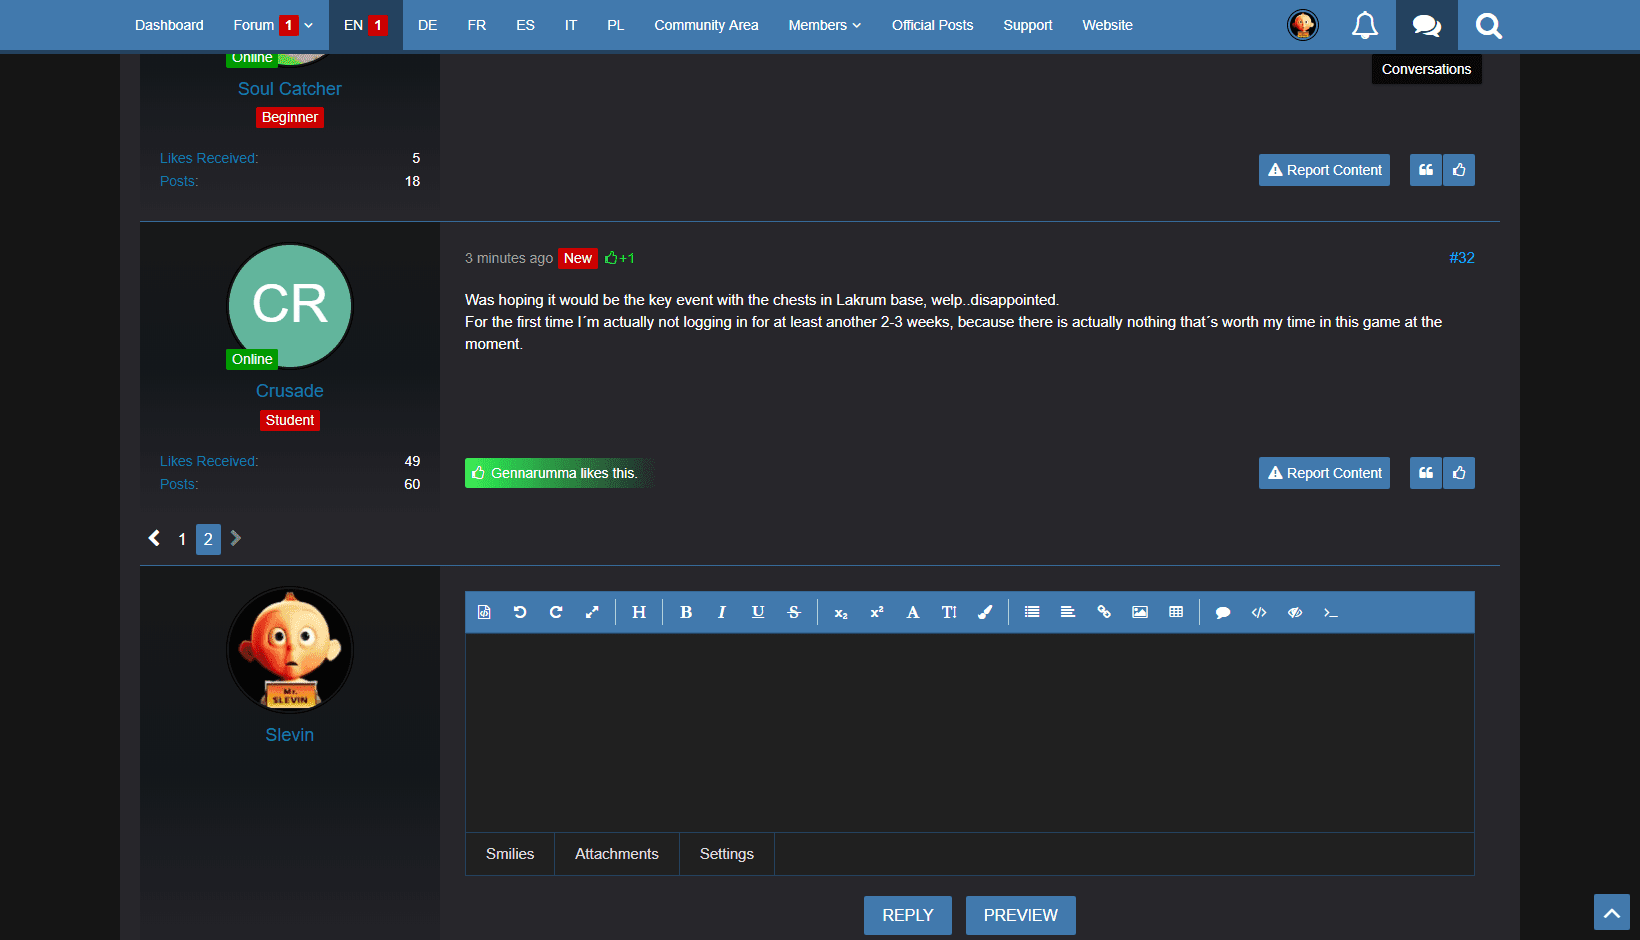 Dashboard Forum 1 EN 1 DE FR ES IT PL Community Area Members Official Posts Support Website
Conversations
Online
Soul Catcher
Beginner
Likes Received: 5
Posts: 18
Report Content
CR
Online
Crusade
Student
Likes Received: 49
Posts: 60
3 minutes ago New +1 #32
Was hoping it would be the key event with the chests in Lakrum base, welp..disappointed.
For the first time I´m actually not logging in for at least another 2-3 weeks, because there is actually nothing that´s worth my time in this game at the
moment.
Gennarumma likes this.
Report Content
1 2
Mr.
SLEVIN
Slevin
H B I U S x₂ x² A TI
Smilies Attachments Settings
REPLY PREVIEW